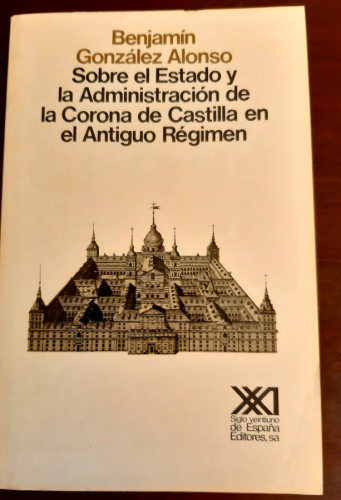 Benjamín
González Alonso
Sobre el Estado y
la Administración de
la Corona de Castilla en
el Antiguo Régimen
XXI
Siglo veintiuno
de España
Editores, sa